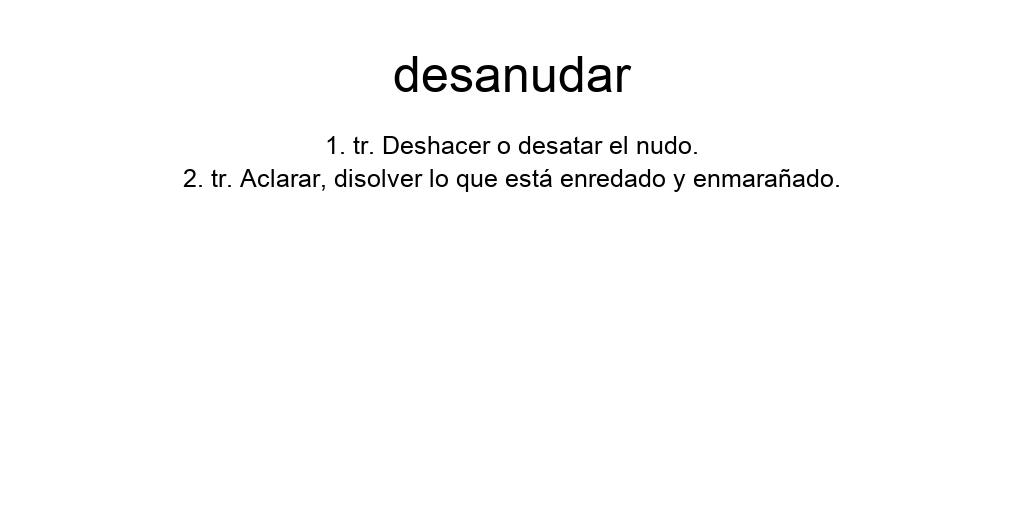 desanudar
1. tr. Deshacer o desatar el nudo.
2. tr. Aclarar, disolver lo que está enredado y enmarañado.